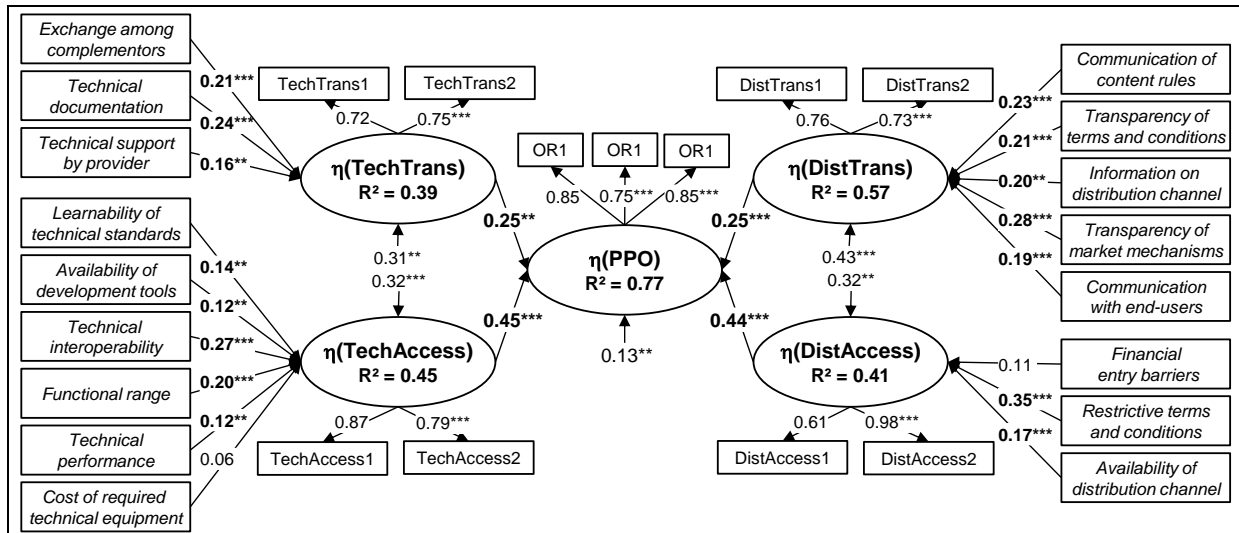 Exchange among
complementors
Technical
documentation
Technical support
by provider
Learnability of
technical standards
Availability of
development tools
Technical
interoperability
Functional range
Technical
performance
Cost of required
technical equipment
0.21***
0.24***
0.16**
0.14**
0.12**
0.27***
0.20***
0.12**
0.06
TechTrans1
TechTrans2
0.72
0.75***
η(TechTrans)
R² = 0.39
0.31**
0.32***
η(TechAccess)
R² = 0.45
0.87
0.79***
TechAccess1
TechAccess2
0.25**
0.45***
OR1
OR1
OR1
0.85
0.75***
0.85***
η(PPO)
R² = 0.77
0.13**
0.25***
0.44***
DistTrans1
DistTrans2
0.76
0.73***
η(DistTrans)
R² = 0.57
0.43***
0.32**
η(DistAccess)
R² = 0.41
0.61
0.98***
DistAccess1
DistAccess2
0.23***
0.21***
0.20**
0.28***
0.19***
0.11
0.35***
0.17***
Communication of
content rules
Transparency of
terms and conditions
Information on
distribution channel
Transparency of
market mechanisms
Communication
with end-users
Financial
entry barriers
Restrictive terms
and conditions
Availability of
distribution channel